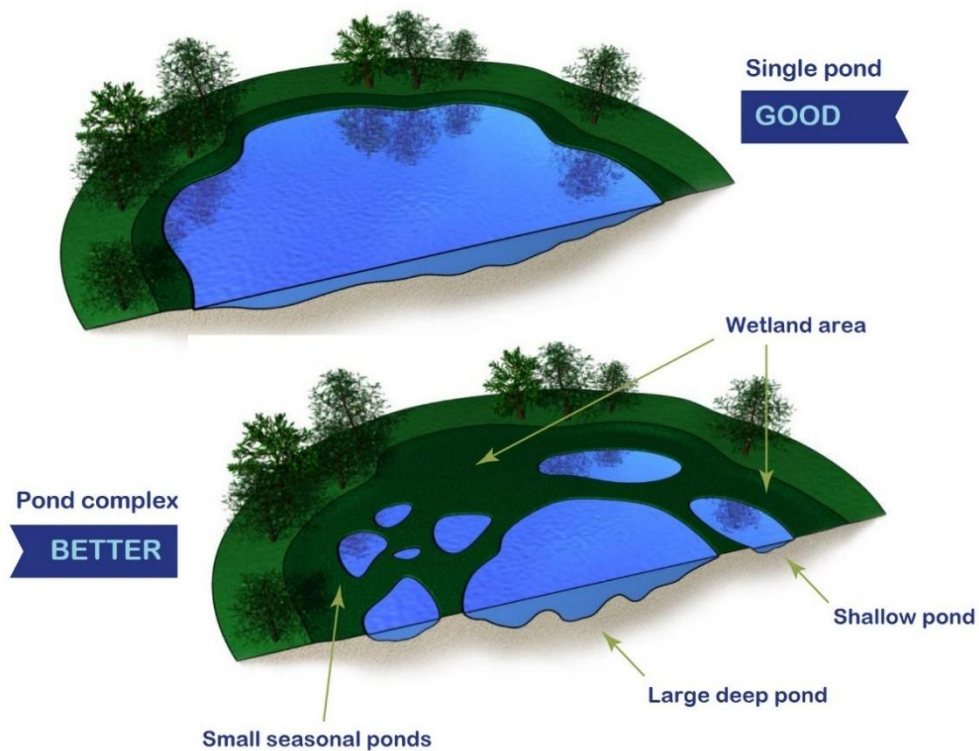 Single pond
GOOD
Wetland area
Pond complex
BETTER
Shallow pond
Large deep pond
Small seasonal ponds